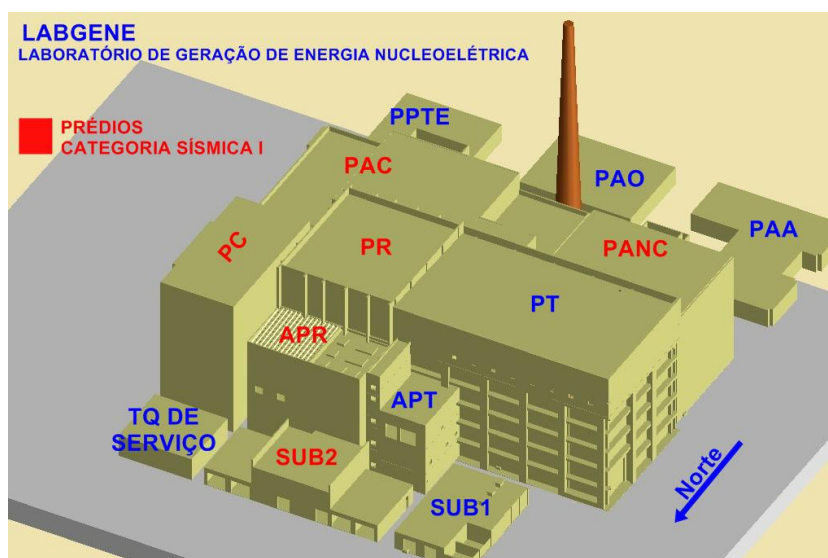 LABGENE
LABORATÓRIO DE GERAÇÃO DE ENERGIA NUCLEOELÉTRICA
PRÉDIOS
CATEGORIA SÍSMICA I
PPTE
PAC
PAO
PAA
PC
PR
PANC
PT
APR
APT
TQ DE
SERVIÇO
SUB2
SUB1
Norte